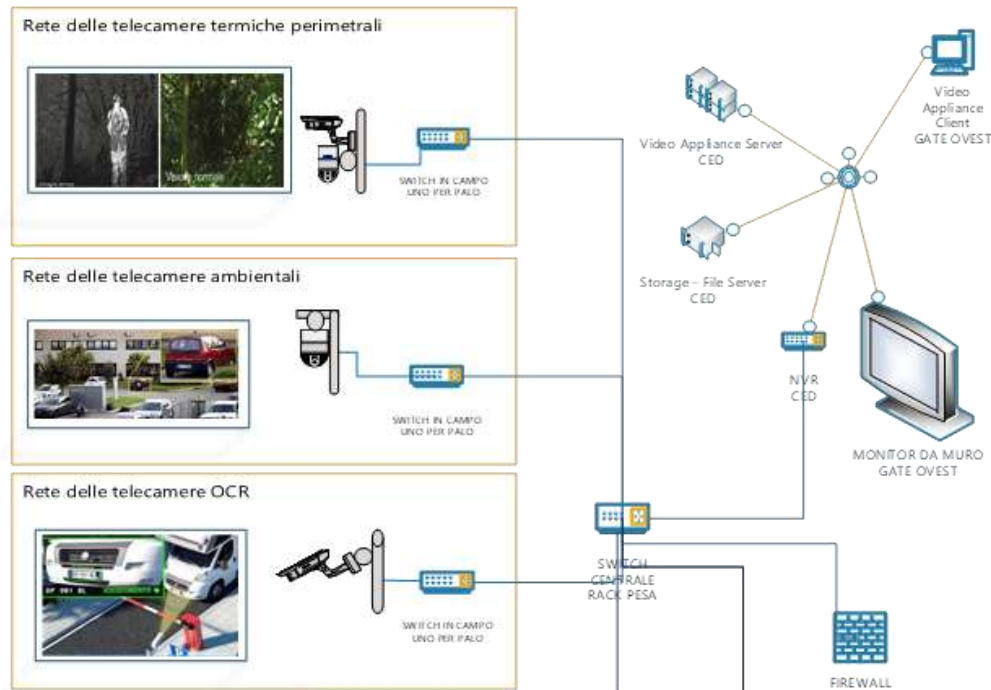 Rete delle telecamere termiche perimetrali
Visione normale
SWITCH IN CAMPO
UNO PER PALO
Rete delle telecamere ambientali
SWITCH IN CAMPO
UNO PER PALO
Rete delle telecamere OCR
SWITCH IN CAMPO
UNO PER PALO
Video
Appliance
Client
GATE OVEST
Video Appliance Server
CED
Storage – File Server
CED
NVR
CED
MONITOR DA MURO
GATE OVEST
SWITCH
CENTRALE
RACK PESA
FIREWALL